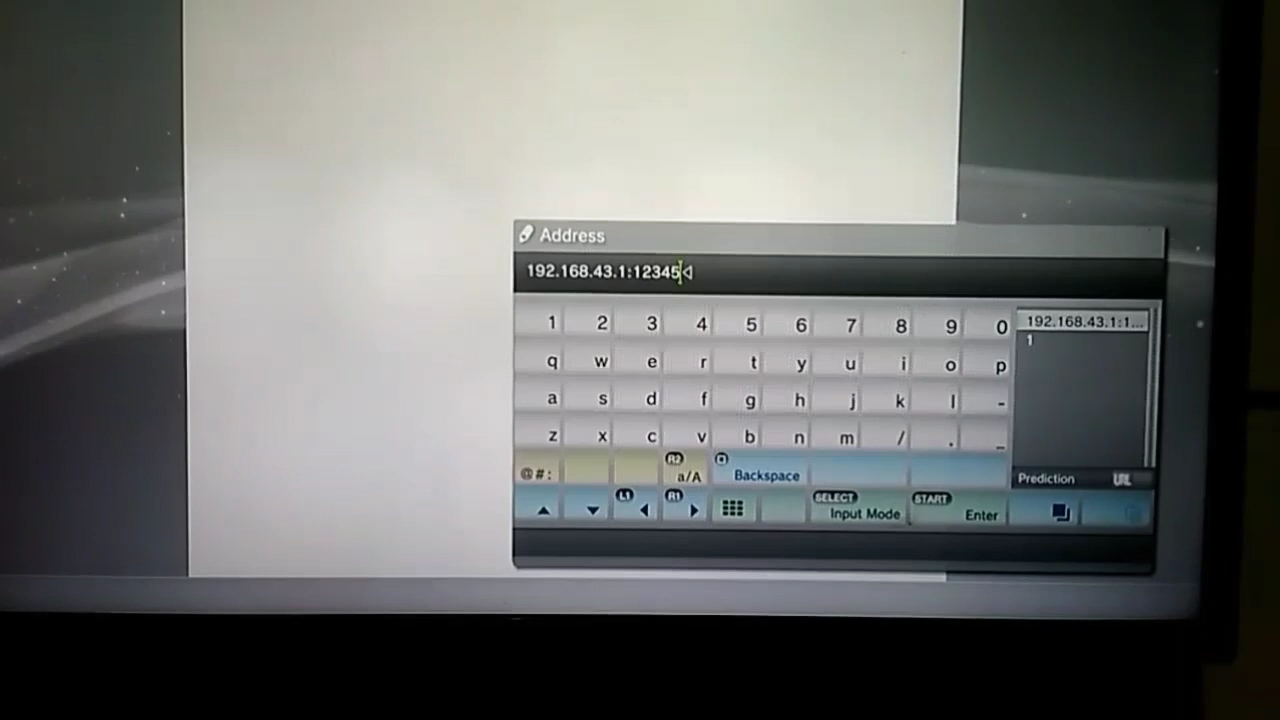 Address
192.168.43.1:12345
1 2 3 4 5 6 7 8 9 0
192.168.43.1:1...
1
q w e r t y u i o p
a s d f g h j k l -
z x c v b n m / . _
@#: R2 a/A Backspace
Prediction URL
L1 R1 SELECT Input Mode START Enter